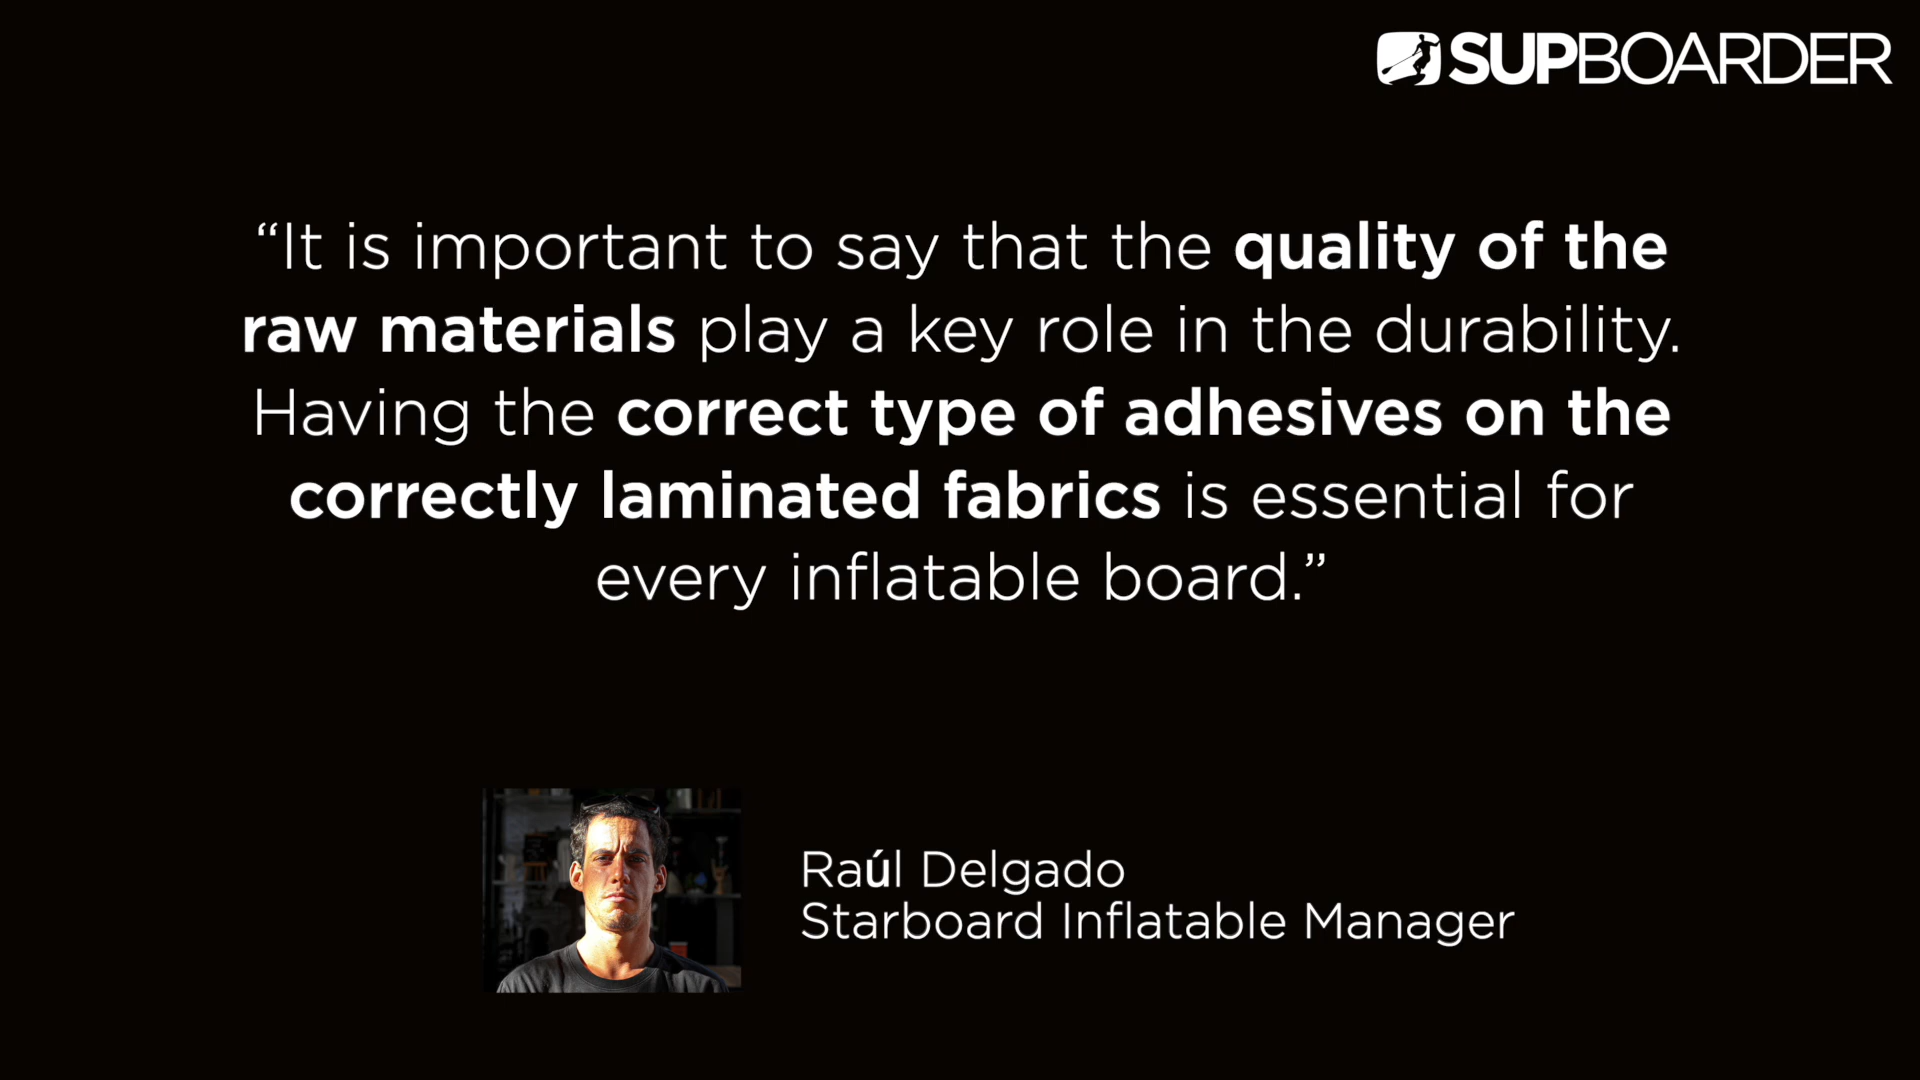 SUPBOARDER
“It is important to say that the quality of the
raw materials play a key role in the durability.
Having the correct type of adhesives on the
correctly laminated fabrics is essential for
every inflatable board.”
Raúl Delgado
Starboard Inflatable Manager